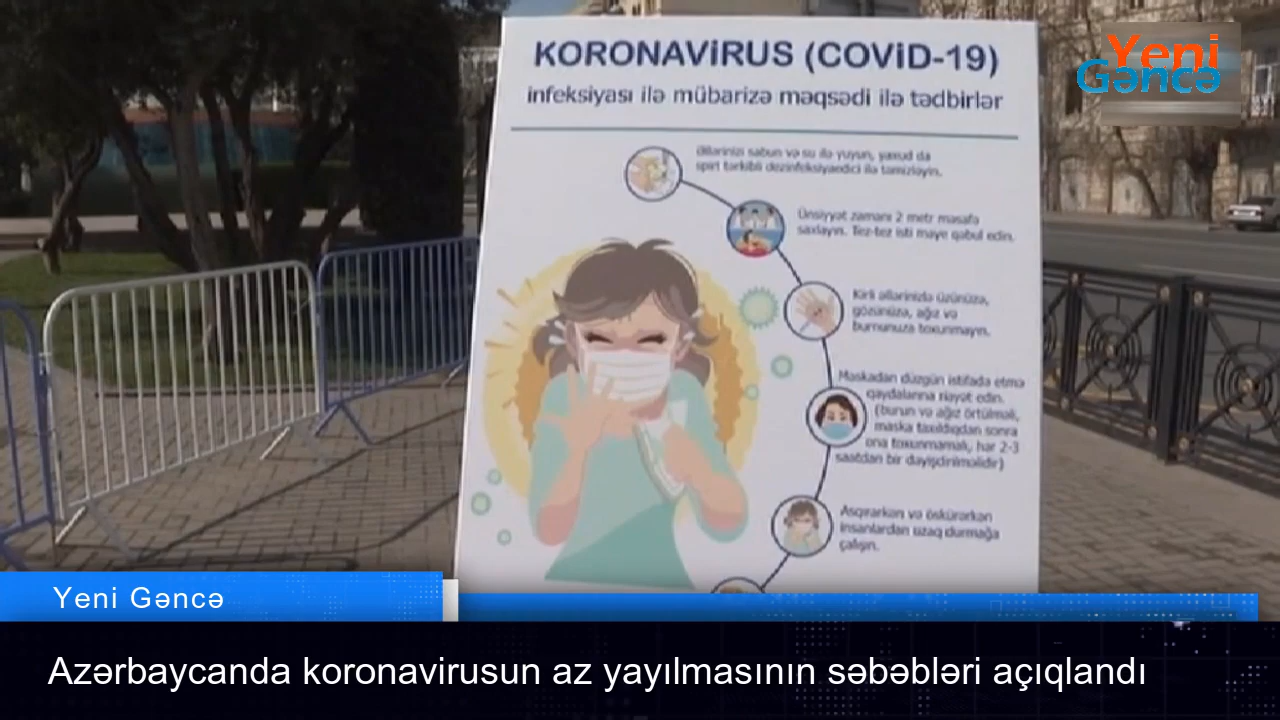 Yeni
Gəncə
KORONAVİRUS (COVİD-19)
infeksiyası ilə mübarizə məqsədi ilə tədbirlər
Əllərinizi sabun və su ilə yuyun, yaxud da
spirt tərkibli dezinfeksiyaedici ilə təmizləyin.
Ünsiyyət zamanı 2 metr məsafə
saxlayın. Tez-tez isti maye qəbul edin.
Kirli əllərinizlə üzünüzə,
gözünüzə, ağız və
burnunuza toxunmayın.
Maskadan düzgün istifadə etmə
qaydalarına riayət edin.
(burun və ağız örtülməli,
maska taxıldıqdan sonra
ona toxunmamalı, hər 2-3
saatdan bir dəyişdirilməlidir)
Asqırarkən və öskürərkən
insanlardan uzaq durmağa
çalışın.
Yeni Gəncə
Azərbaycanda koronavirusun az yayılmasının səbəbləri açıqlandı